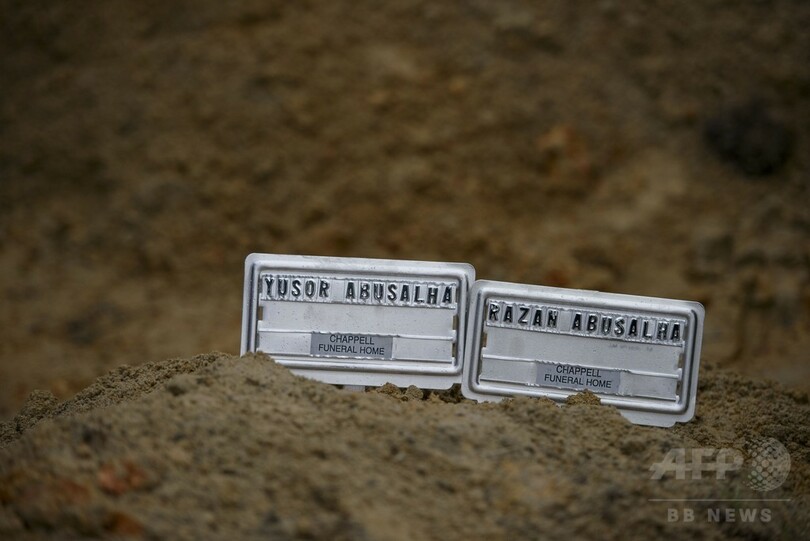 YUSOR ABUSALHA
CHAPPELL
FUNERAL HOME
RAZAN ABUSALHA
CHAPPELL
FUNERAL HOME
AFP
BB NEWS